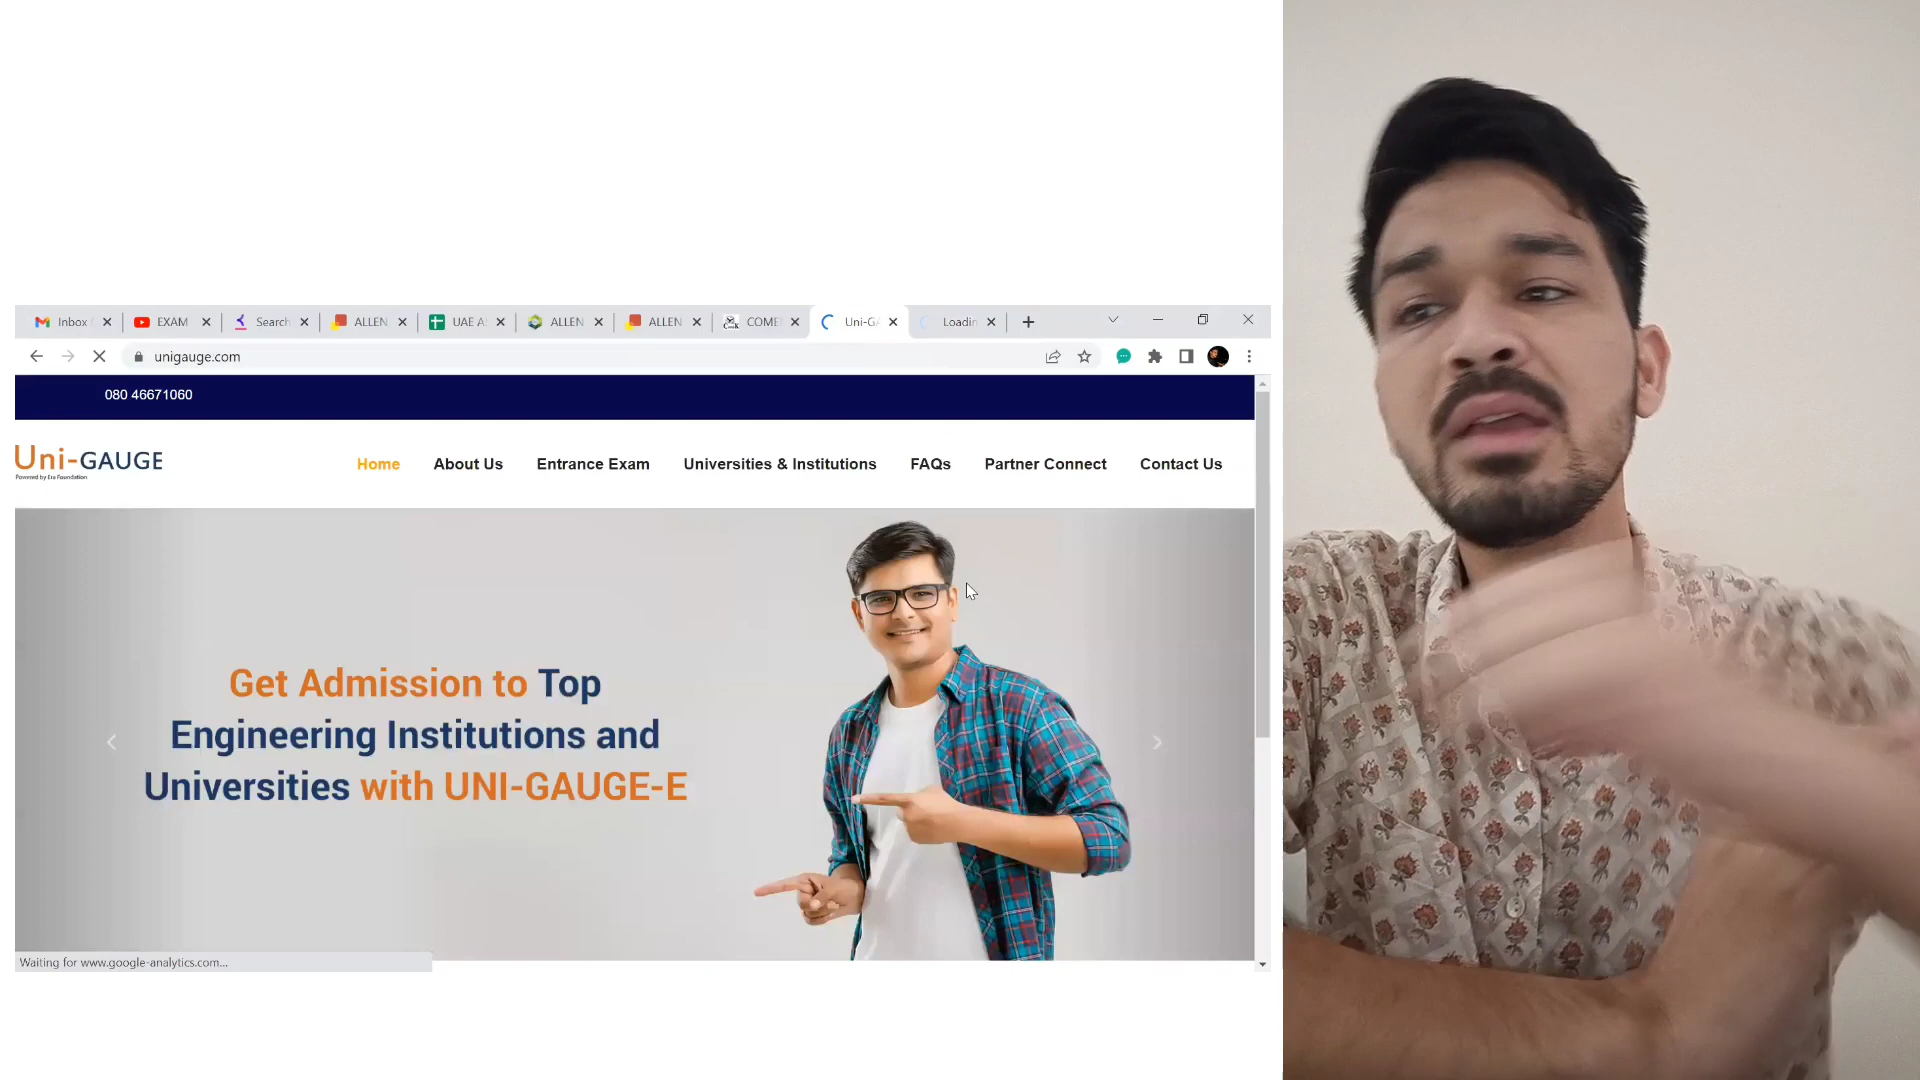 Inbox
EXAM
Search
ALLEN
UAE A
ALLEN
ALLEN
COME
Uni-GA
Loadin
unigauge.com
080 46671060
Uni-GAUGE
Powered by Era Foundation
Home
About Us
Entrance Exam
Universities & Institutions
FAQs
Partner Connect
Contact Us
Get Admission to Top
Engineering Institutions and
Universities with UNI-GAUGE-E
Waiting for www.google-analytics.com...